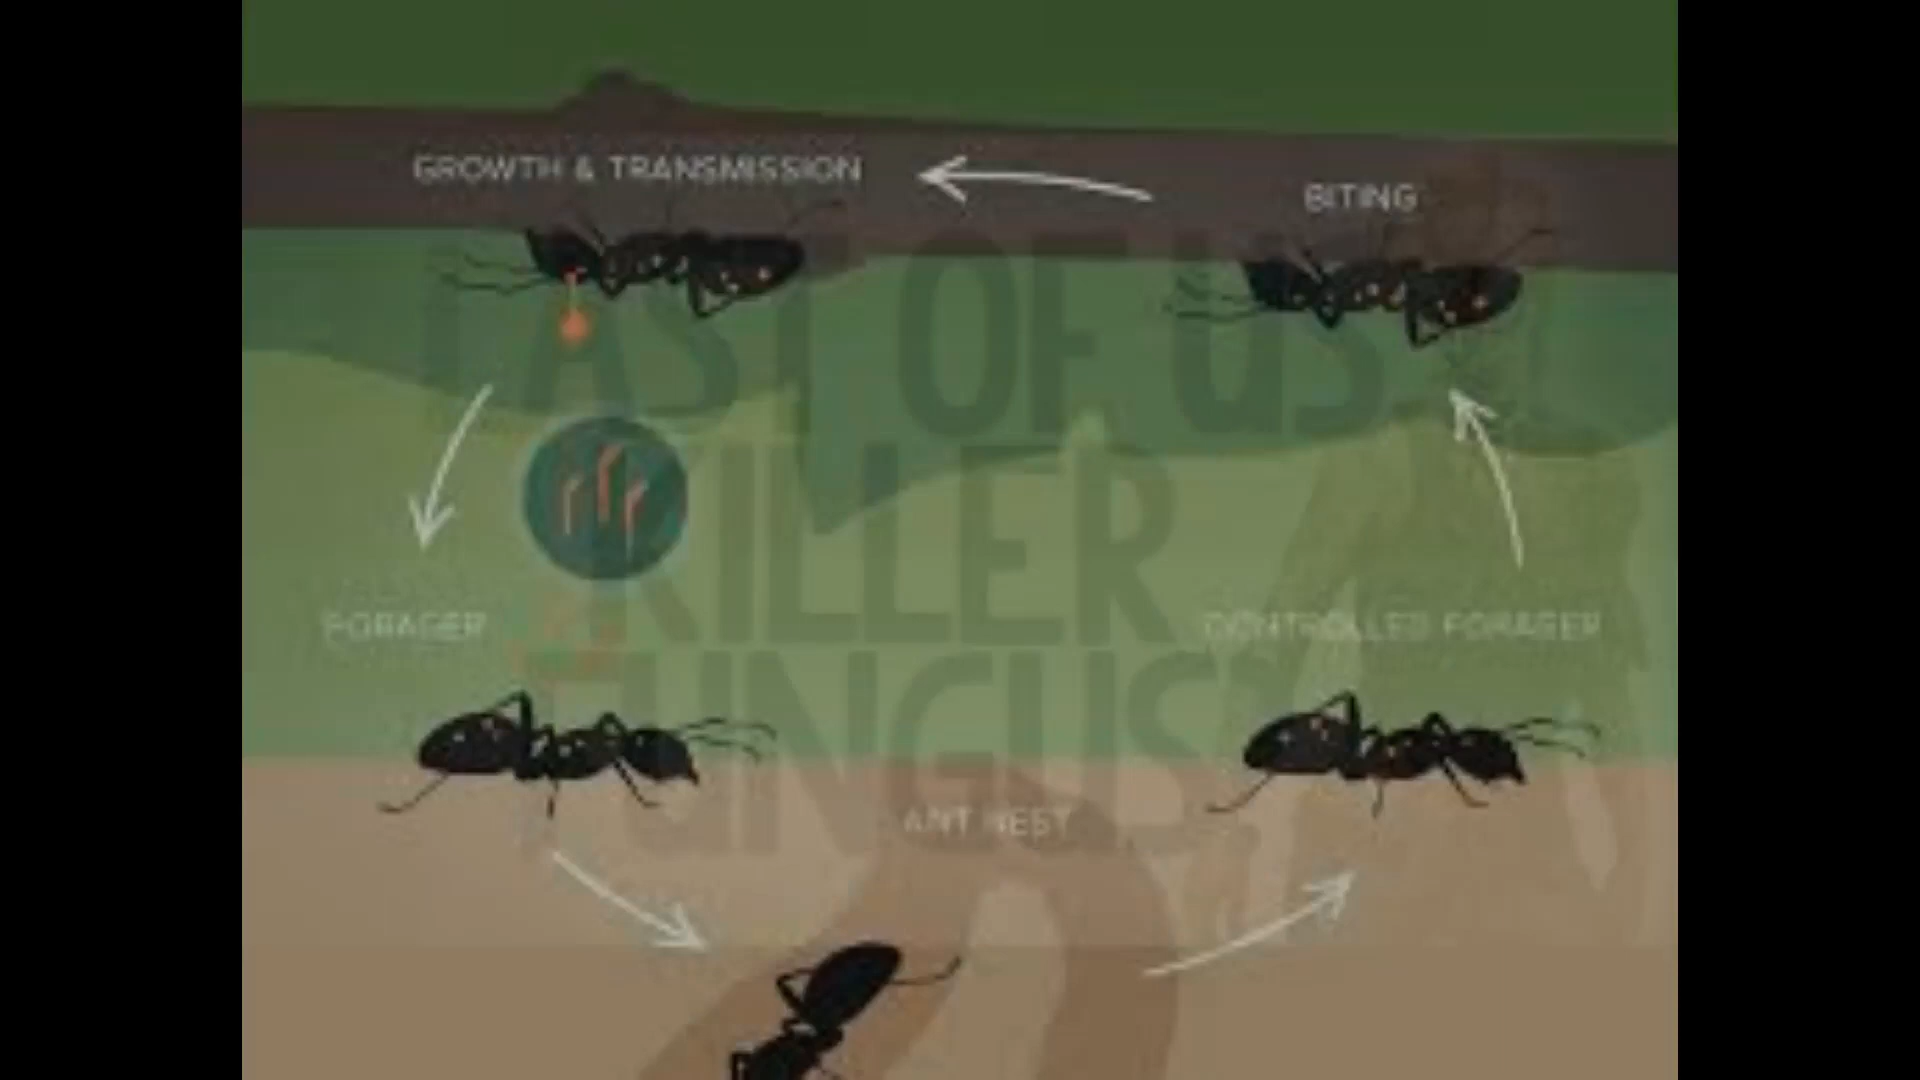 GROWTH & TRANSMISSION
BITING
LAST OF US
KILLER
FUNGUS?
FORAGER
CONTROLLED FORAGER
ANT NEST